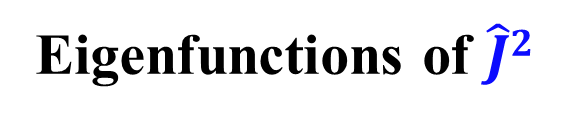 Eigenfunctions of Ĵ²